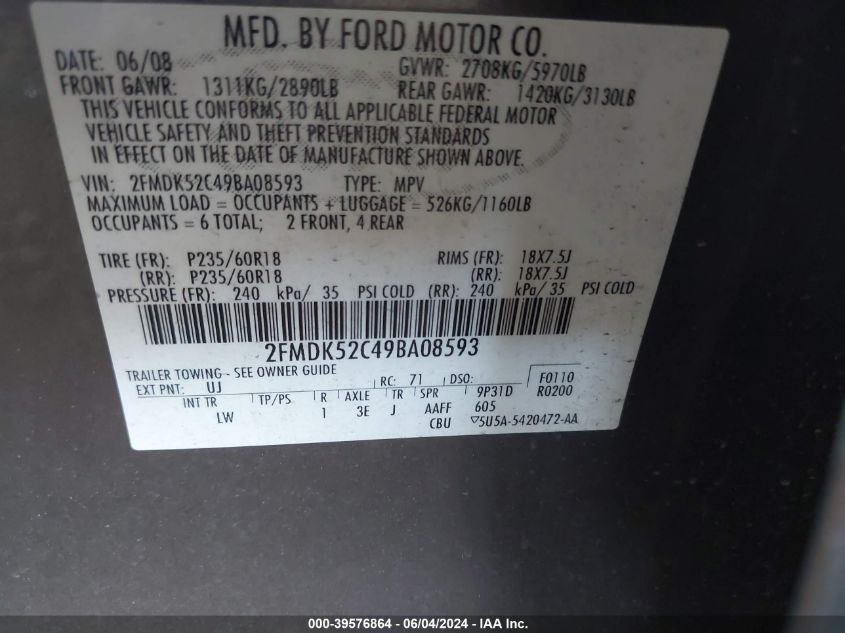 MFD. BY FORD MOTOR CO.
DATE: 06/08 GVWR: 2708KG/5970LB
FRONT GAWR: 1311KG/2890LB REAR GAWR: 1420KG/3130LB
THIS VEHICLE CONFORMS TO ALL APPLICABLE FEDERAL MOTOR
VEHICLE SAFETY AND THEFT PREVENTION STANDARDS
IN EFFECT ON THE DATE OF MANUFACTURE SHOWN ABOVE.
VIN: 2FMDK52C49BA08593 TYPE: MPV
MAXIMUM LOAD = OCCUPANTS + LUGGAGE = 526KG/1160LB
OCCUPANTS = 6 TOTAL; 2 FRONT, 4 REAR
TIRE (FR): P235/60R18 RIMS (FR): 18X7.5J
(RR): P235/60R18 (RR): 18X7.5J
PRESSURE (FR): 240 kPa/ 35 PSI COLD (RR): 240 kPa/ 35 PSI COLD
2FMDK52C49BA08593
TRAILER TOWING - SEE OWNER GUIDE
EXT PNT: UJ RC: 71 DSO: F0110
INT TR TP/PS R AXLE TR SPR 9P31D R0200
LW 1 3E J AAFF 605
CBU ▽5U5A-5420472-AA
000-39576864 | 06/04/2024 | - IAAI.com